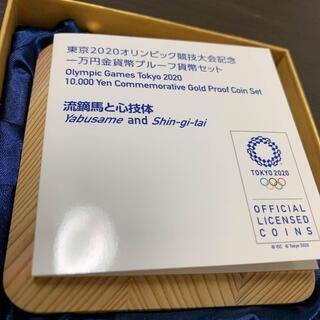 東京2020オリンピック競技大会記念
一万円金貨幣プルーフ貨幣セット
Olympic Games Tokyo 2020
10,000 Yen Commemorative Gold Proof Coin Set
流鏑馬と心技体
Yabusame and Shin-gi-tai
TOKYO 2020
OFFICIAL
LICENSED
COINS
© IOC © Tokyo 2020